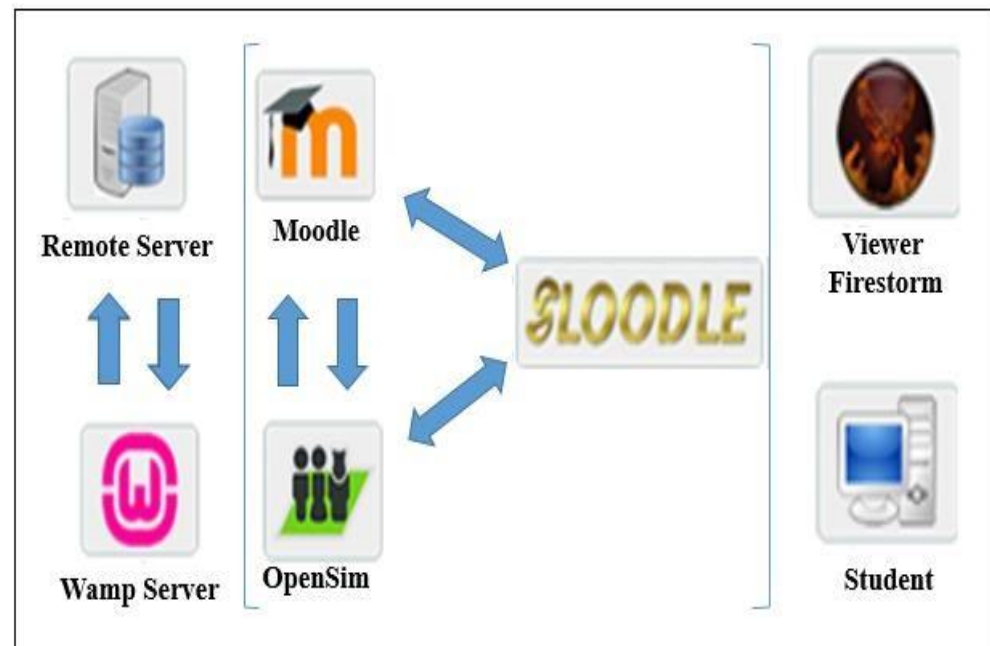 Remote Server
Moodle
Viewer
Firestorm
SLOODLE
Wamp Server
OpenSim
Student